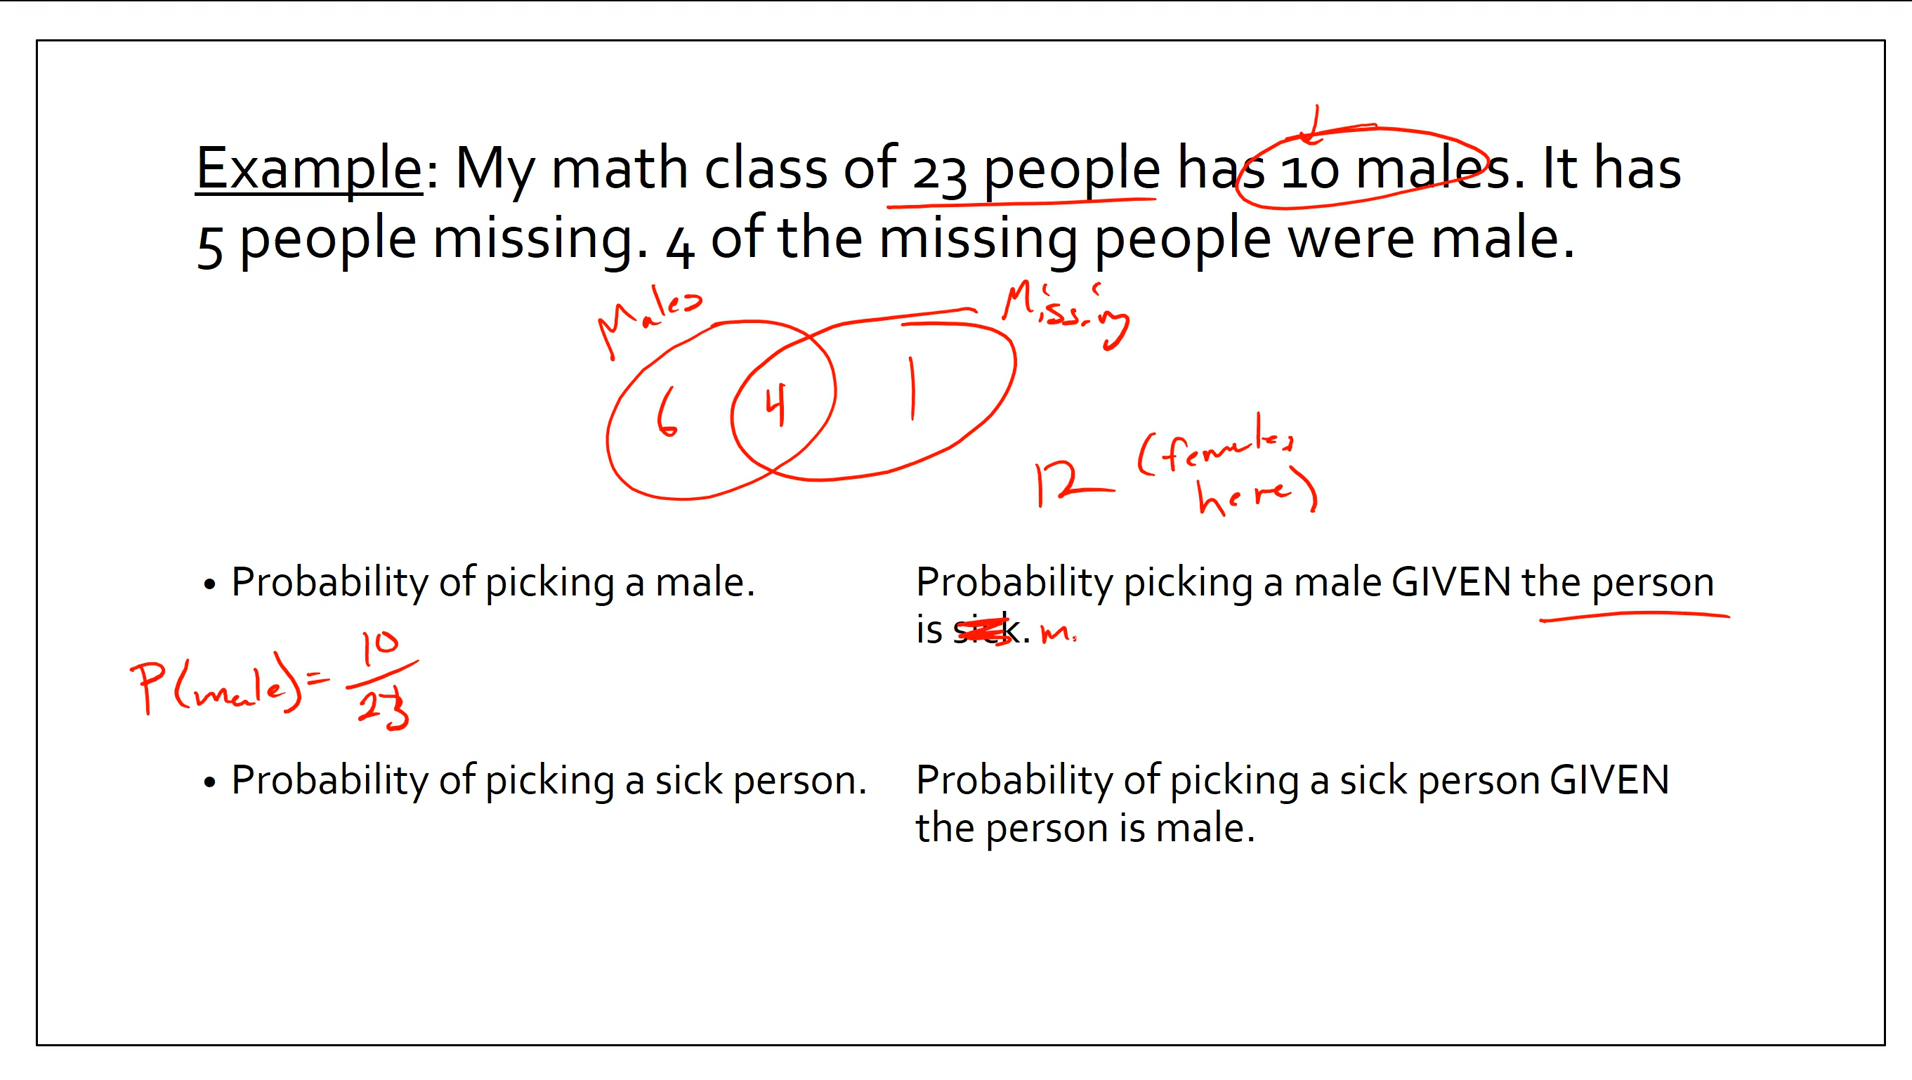 Example: My math class of 23 people has 10 males. It has
5 people missing. 4 of the missing people were male.
Males
Missing
6 4 1
12 (females
here)
• Probability of picking a male.
P(male) = 10/23
Probability picking a male GIVEN the person
is sick. m.
• Probability of picking a sick person.
Probability of picking a sick person GIVEN
the person is male.